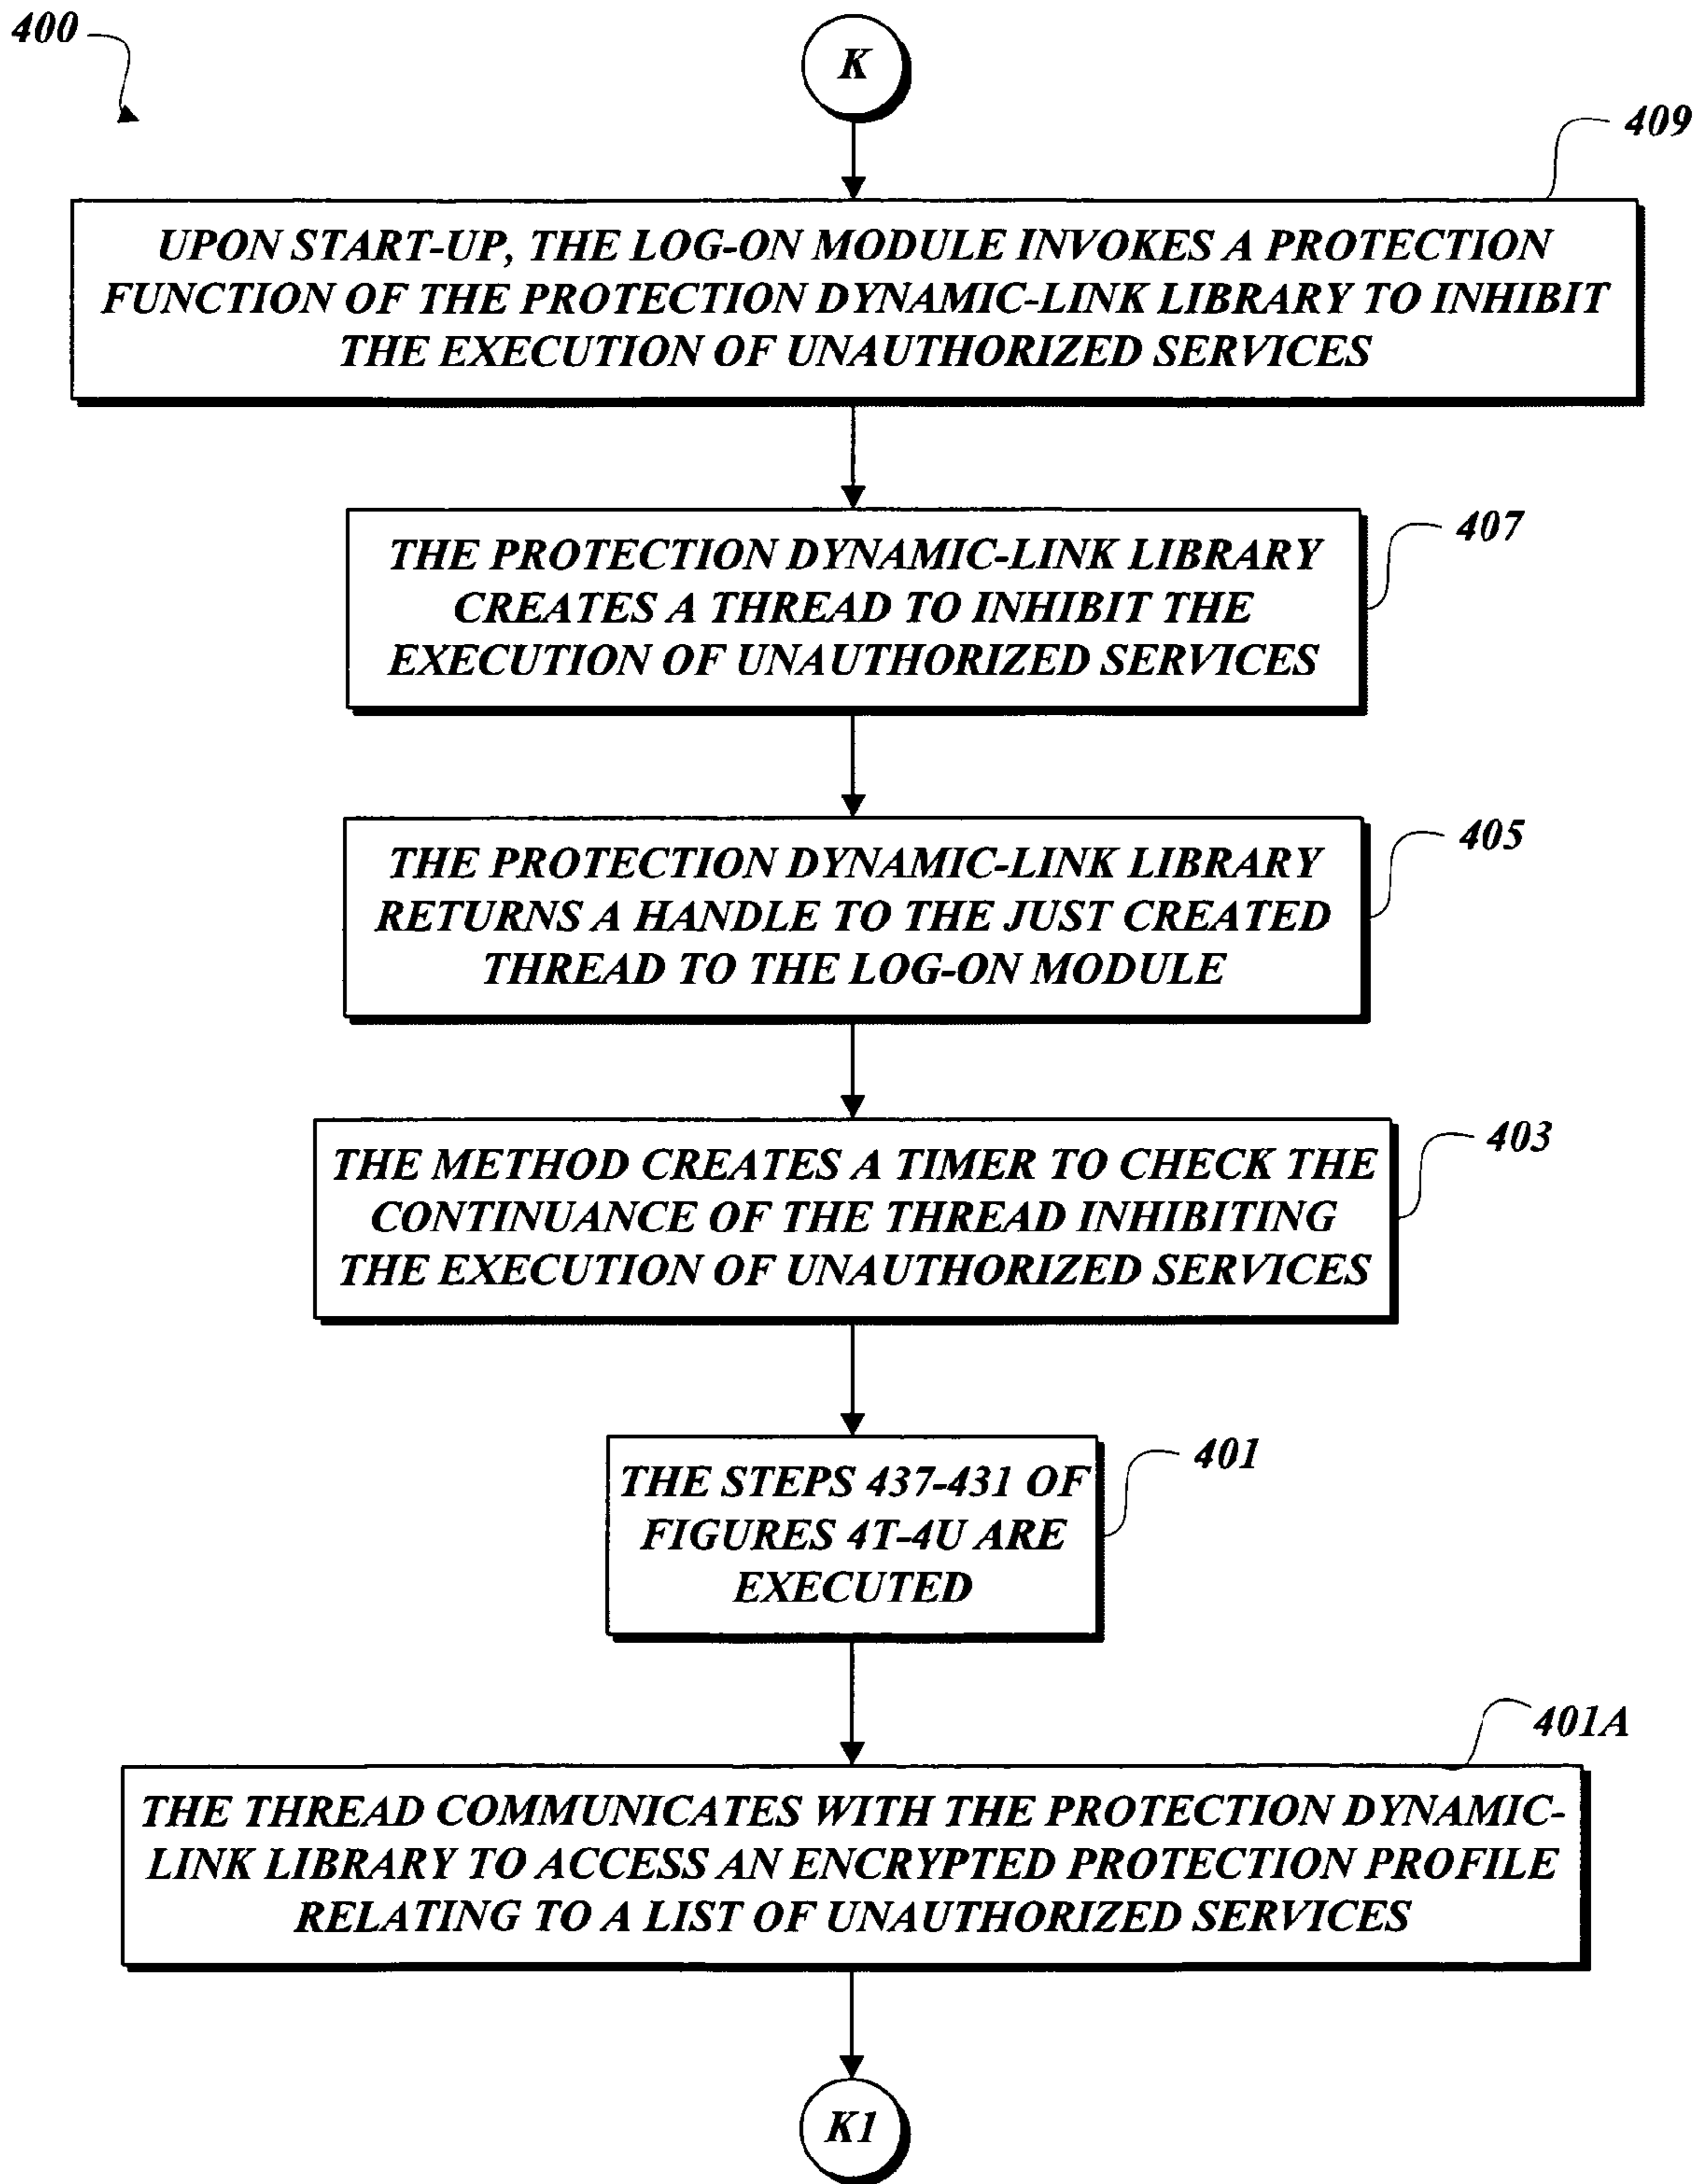 400
K
409
UPON START-UP, THE LOG-ON MODULE INVOKES A PROTECTION
FUNCTION OF THE PROTECTION DYNAMIC-LINK LIBRARY TO INHIBIT
THE EXECUTION OF UNAUTHORIZED SERVICES
407
THE PROTECTION DYNAMIC-LINK LIBRARY
CREATES A THREAD TO INHIBIT THE
EXECUTION OF UNAUTHORIZED SERVICES
405
THE PROTECTION DYNAMIC-LINK LIBRARY
RETURNS A HANDLE TO THE JUST CREATED
THREAD TO THE LOG-ON MODULE
403
THE METHOD CREATES A TIMER TO CHECK THE
CONTINUANCE OF THE THREAD INHIBITING
THE EXECUTION OF UNAUTHORIZED SERVICES
401
THE STEPS 437-431 OF
FIGURES 4T-4U ARE
EXECUTED
401A
THE THREAD COMMUNICATES WITH THE PROTECTION DYNAMIC-
LINK LIBRARY TO ACCESS AN ENCRYPTED PROTECTION PROFILE
RELATING TO A LIST OF UNAUTHORIZED SERVICES
K1